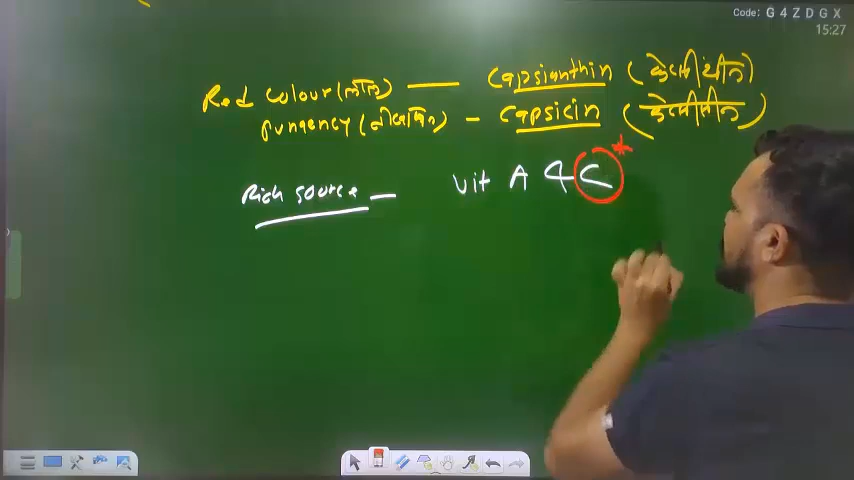 Code: G 4 Z D G X
15:27
Red colour (लाल) — Capsianthin (केप्सीएंथीन)
Pungency (तीखापन) - Capsicin (केप्सीसीन)
Rich source — vit A & C *